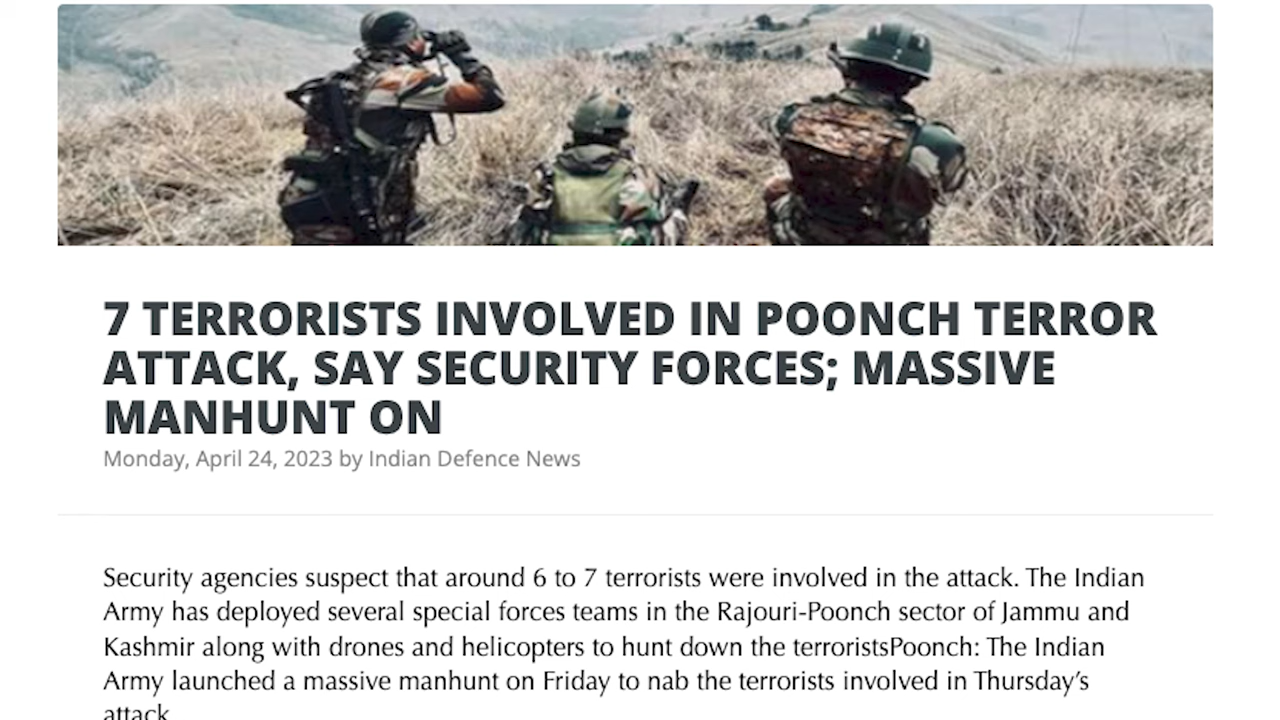 7 TERRORISTS INVOLVED IN POONCH TERROR
ATTACK, SAY SECURITY FORCES; MASSIVE
MANHUNT ON
Monday, April 24, 2023 by Indian Defence News
Security agencies suspect that around 6 to 7 terrorists were involved in the attack. The Indian
Army has deployed several special forces teams in the Rajouri-Poonch sector of Jammu and
Kashmir along with drones and helicopters to hunt down the terroristsPoonch: The Indian
Army launched a massive manhunt on Friday to nab the terrorists involved in Thursday’s
attack